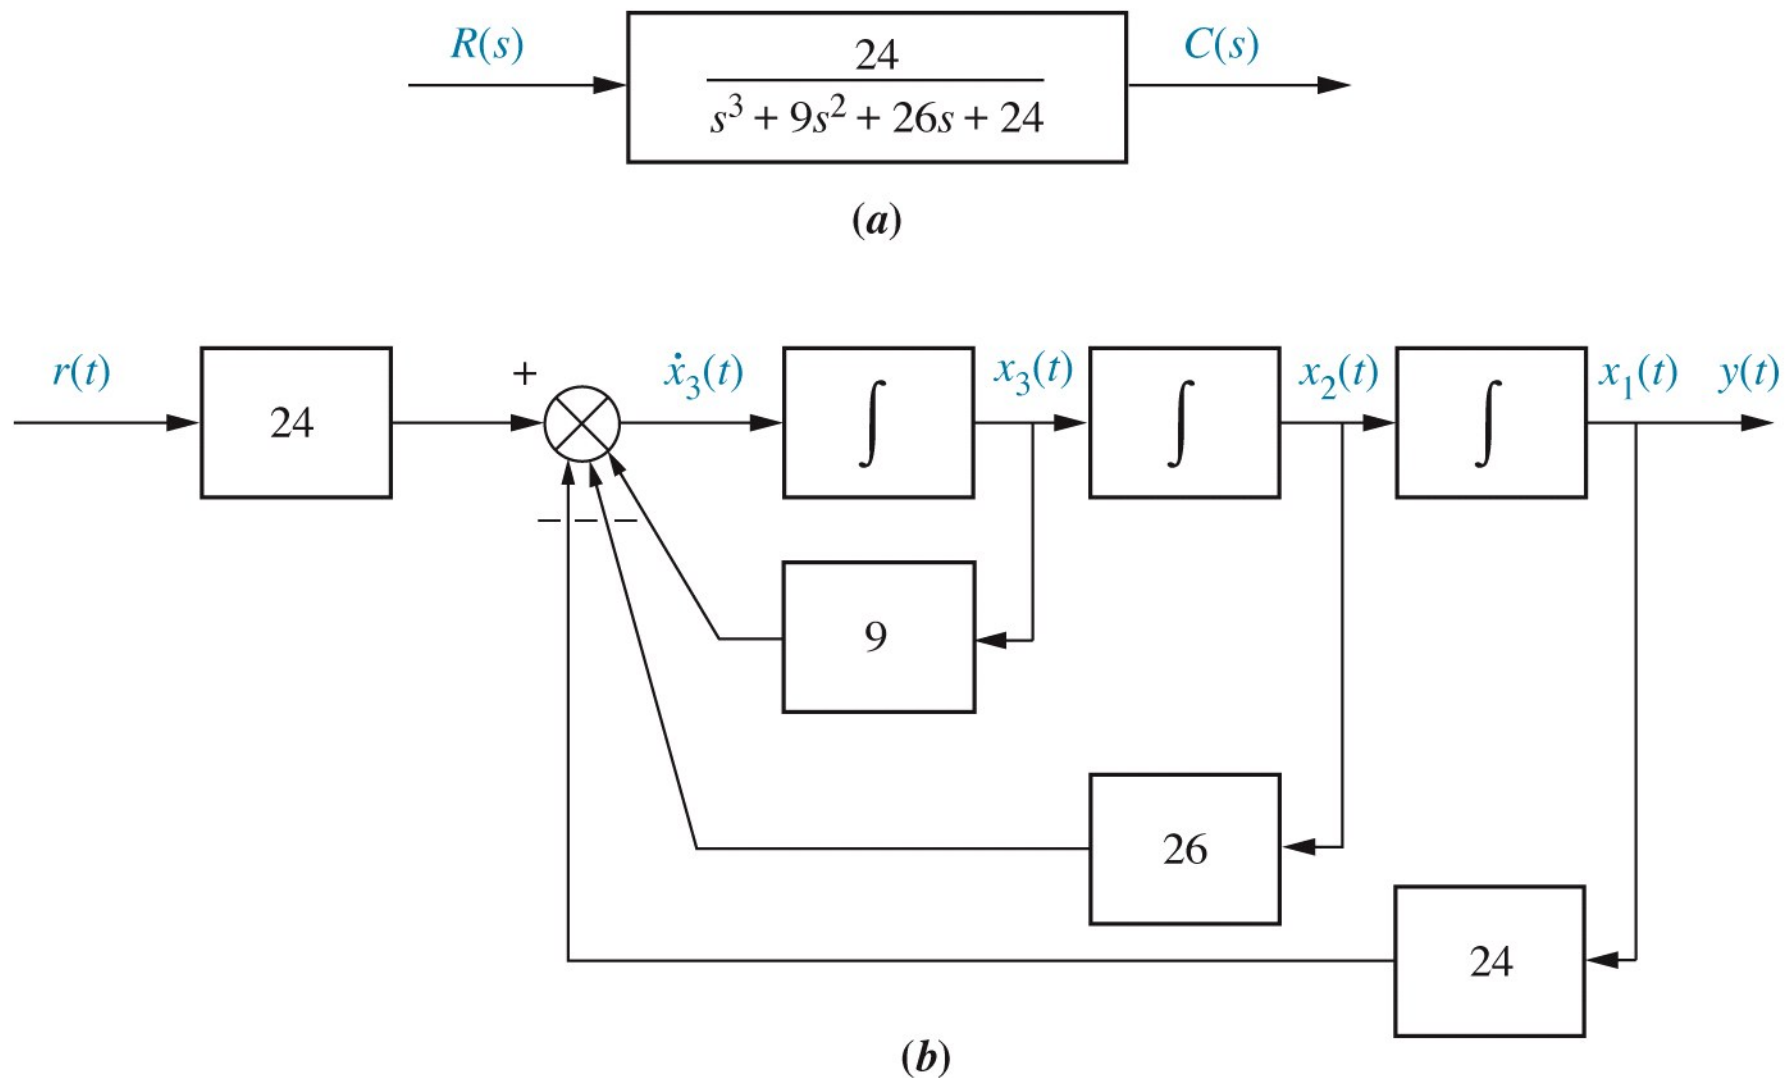 R(s)
24
s³ + 9s² + 26s + 24
C(s)
(a)
r(t)
24
+
ẋ₃(t)
∫
x₃(t)
∫
x₂(t)
∫
x₁(t)
y(t)
− − −
9
26
24
(b)